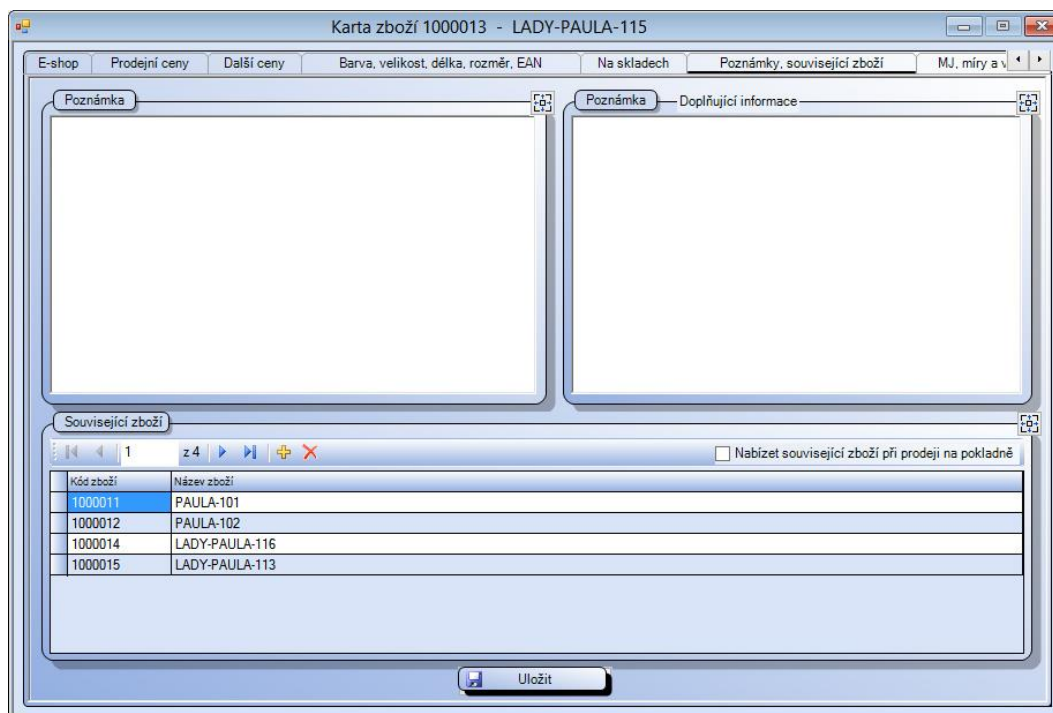 Karta zboží 1000013 - LADY-PAULA-115
E-shop Prodejní ceny Další ceny Barva, velikost, délka, rozměr, EAN Na skladech Poznámky, související zboží MJ, míry a v
Poznámka
Poznámka Doplňující informace
Související zboží
1 z 4 Nabízet související zboží při prodeji na pokladně
Kód zboží Název zboží
1000011 PAULA-101
1000012 PAULA-102
1000014 LADY-PAULA-116
1000015 LADY-PAULA-113
Uložit